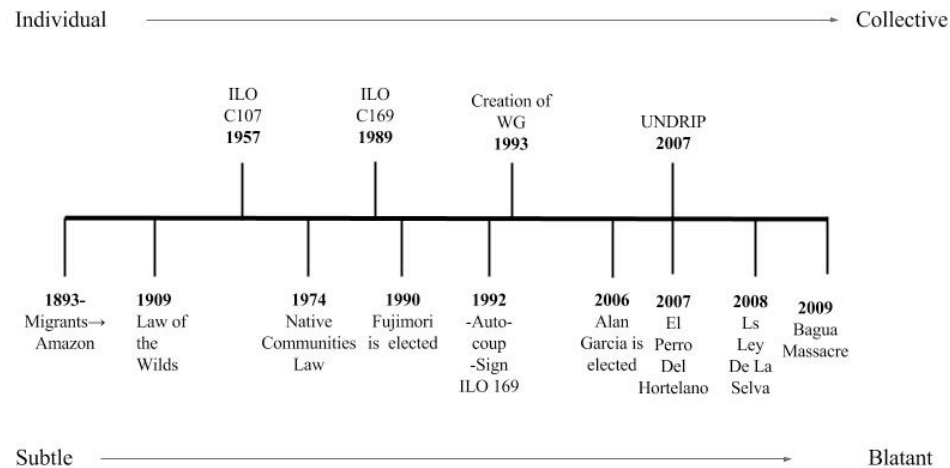 Individual Collective
ILO
C107
1957
ILO
C169
1989
Creation of
WG
1993
UNDRIP
2007
1893-
Migrants→
Amazon
1909
Law of
the
Wilds
1974
Native
Communities
Law
1990
Fujimori
is elected
1992
-Auto-
coup
-Sign
ILO 169
2006
Alan
Garcia is
elected
2007
El
Perro
Del
Hortelano
2008
Ls
Ley
De La
Selva
2009
Bagua
Massacre
Subtle Blatant